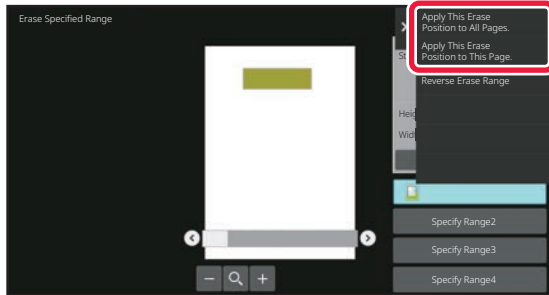 Erase Specified Range
Apply This Erase
Position to All Pages.
Apply This Erase
Position to This Page.
Reverse Erase Range
Specify Range2
Specify Range3
Specify Range4